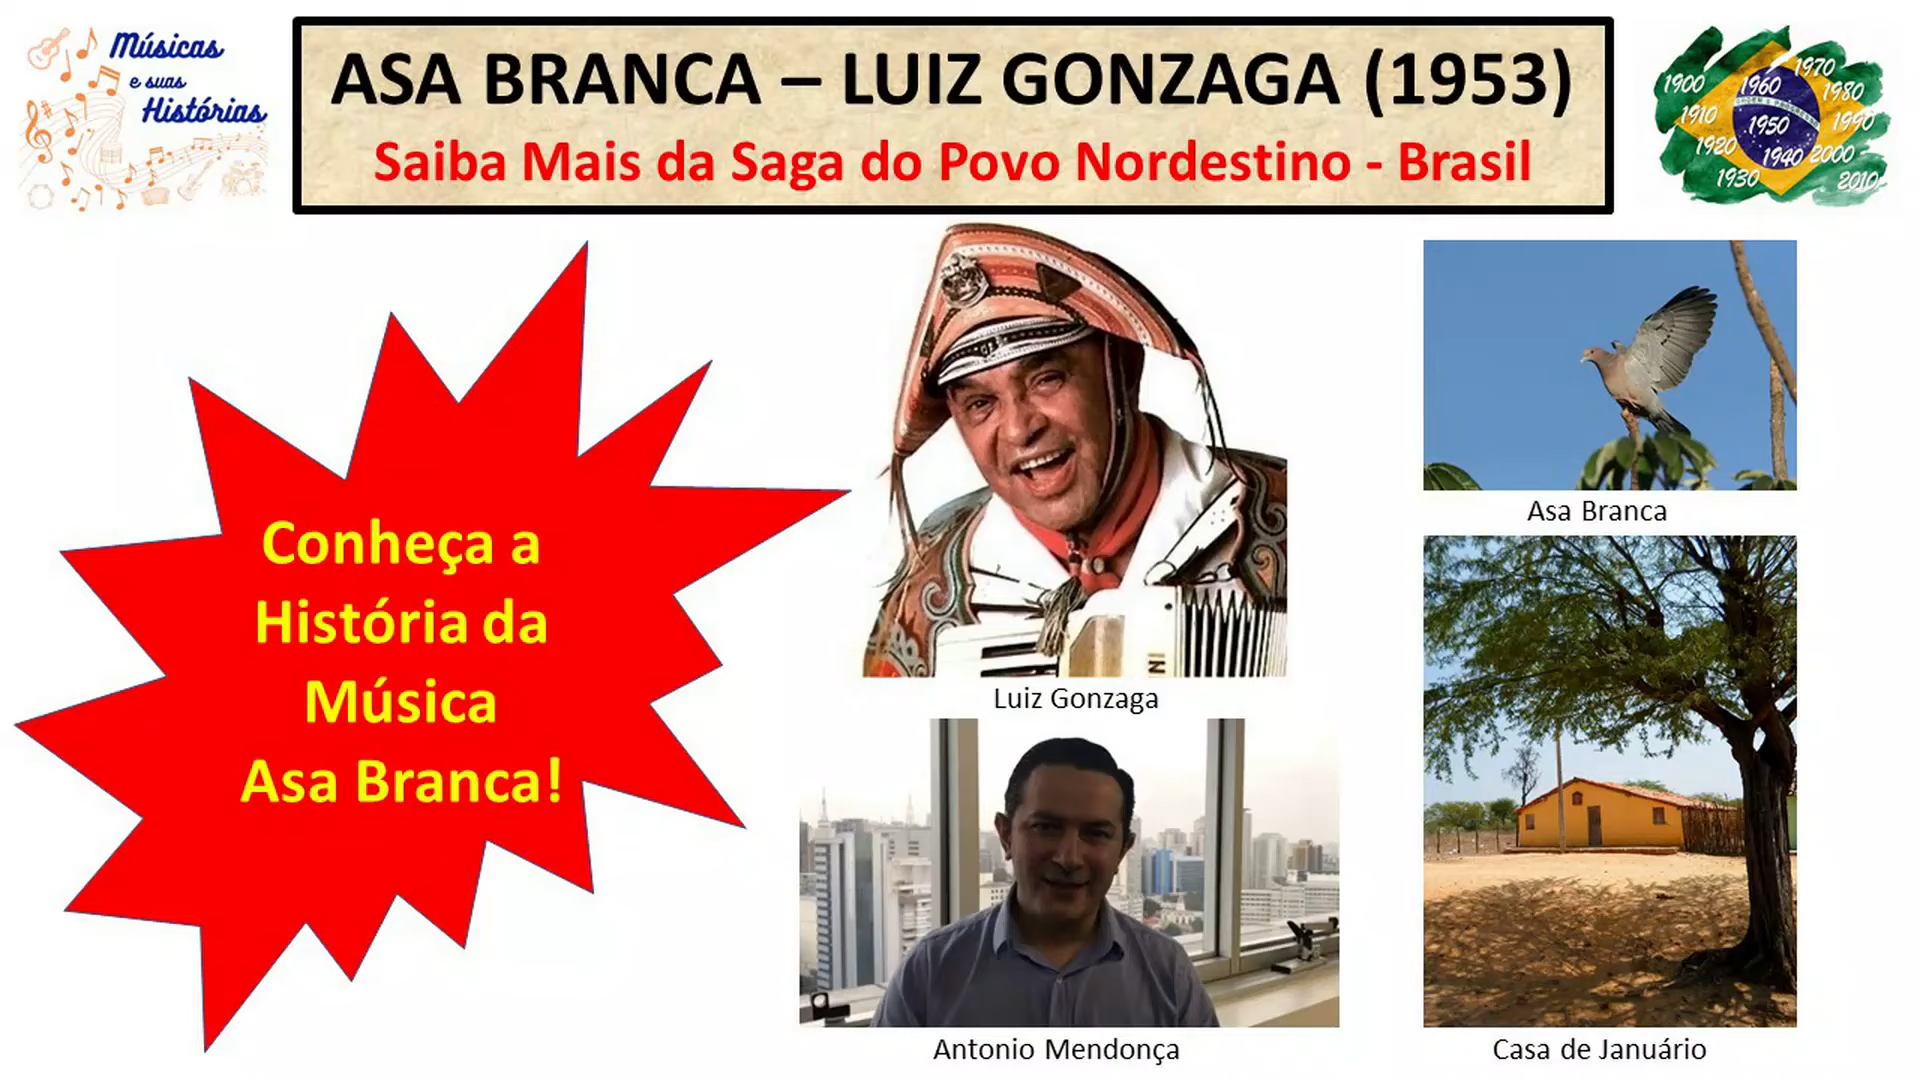 Músicas
e suas
Histórias
ASA BRANCA – LUIZ GONZAGA (1953)
Saiba Mais da Saga do Povo Nordestino - Brasil
1900
1910
1920
1930
1960
1950
1940
1970
1980
1990
2000
2010
Conheça a
História da
Música
Asa Branca!
Luiz Gonzaga
Antonio Mendonça
Asa Branca
Casa de Januário